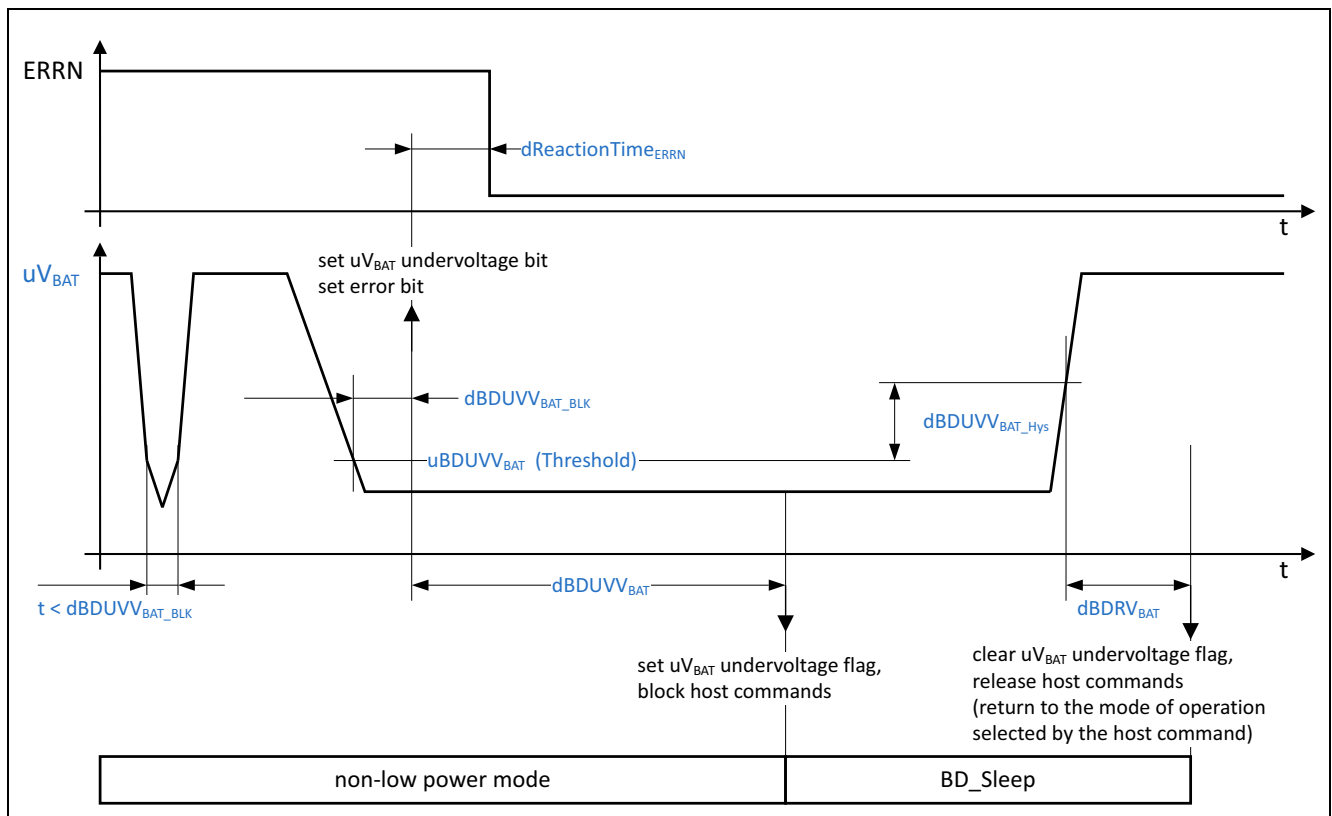 ERRN
dReactionTimeERRN
t
uVBAT
set uVBAT undervoltage bit
set error bit
dBDUVVBAT_BLK
dBDUVVBAT_Hys
uBDUVVBAT (Threshold)
t
t < dBDUVVBAT_BLK
dBDUVVBAT
dBDRVBAT
set uVBAT undervoltage flag,
block host commands
clear uVBAT undervoltage flag,
release host commands
(return to the mode of operation
selected by the host command)
non-low power mode
BD_Sleep